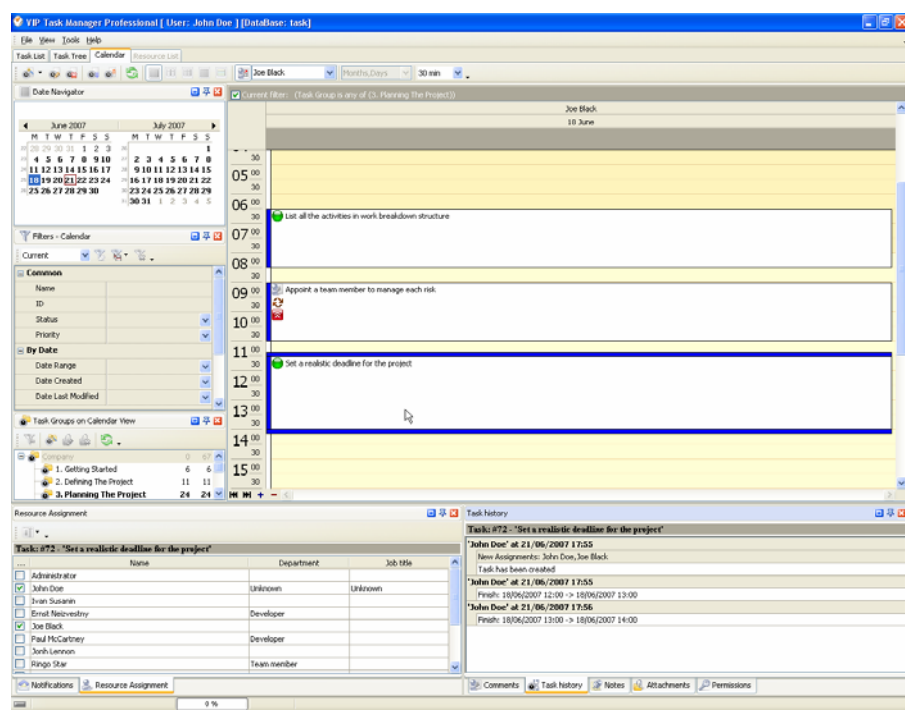 VIP Task Manager Professional [ User: John Doe ] [DataBase: task]
File View Tools Help
Task List Task Tree Calendar Resource List
Joe Black Months,Days 30 min
Date Navigator
Current filter: (Task Group is any of (3. Planning The Project))
Joe Black
18 June
June 2007 July 2007
M T W T F S S M T W T F S S
28 29 30 31 1 2 3 1
4 5 6 7 8 9 10 2 3 4 5 6 7 8
11 12 13 14 15 16 17 9 10 11 12 13 14 15
18 19 20 21 22 23 24 16 17 18 19 20 21 22
25 26 27 28 29 30 23 24 25 26 27 28 29
30 31 1 2 3 4 5
30
05 00
30
06 00
30 List all the activities in work breakdown structure
07 00
30
08 00
30
09 00 Appoint a team member to manage each risk
30
10 00
30
11 00
30 Set a realistic deadline for the project
12 00
30
13 00
30
14 00
30
15 00
30
Filters - Calendar
Current
Common
Name
ID
Status
Priority
By Date
Date Range
Date Created
Date Last Modified
Task Groups on Calendar View
Company 0 67
1. Getting Started 6 6
2. Defining The Project 11 11
3. Planning The Project 24 24
Resource Assignment
Task: #72 - 'Set a realistic deadline for the project'
... Name Department Job title
Administrator
John Doe Unknown Unknown
Ivan Susanin
Ernst Neizvestny Developer
Joe Black
Paul McCartney Developer
Jonh Lennon
Ringo Star Team member
Notifications Resource Assignment
Task history
Task: #72 - 'Set a realistic deadline for the project'
'John Doe' at 21/06/2007 17:55
New Assignments: John Doe,Joe Black
Task has been created
'John Doe' at 21/06/2007 17:55
Finish: 18/06/2007 12:00 -> 18/06/2007 13:00
'John Doe' at 21/06/2007 17:56
Finish: 18/06/2007 13:00 -> 18/06/2007 14:00
Comments Task history Notes Attachments Permissions
0 %